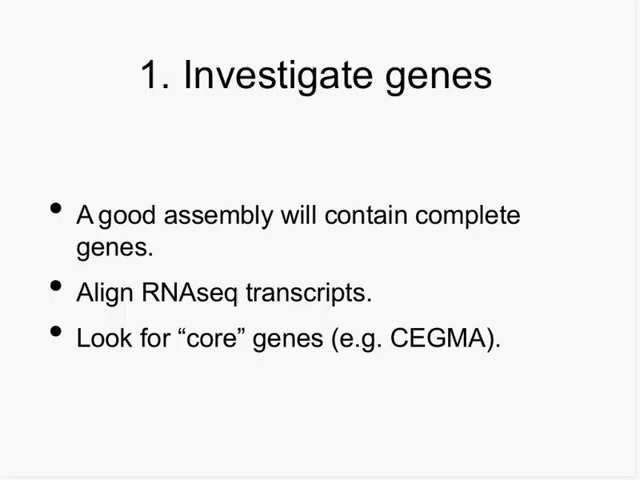 1. Investigate genes
• A good assembly will contain complete
genes.
• Align RNAseq transcripts.
• Look for “core” genes (e.g. CEGMA).